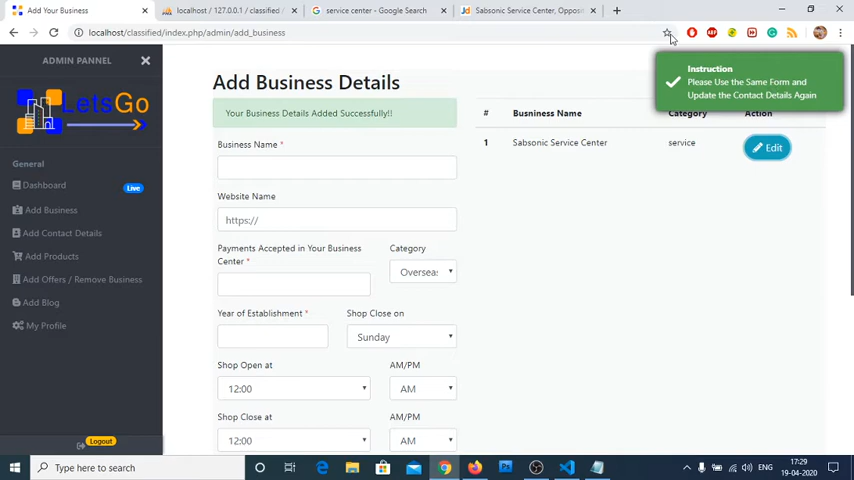 Add Your Business
localhost / 127.0.0.1 / classified /
service center - Google Search
Sabsonic Service Center, Opposi
localhost/classified/index.php/admin/add_business
ADMIN PANNEL
LetsGo
General
Dashboard
Live
Add Business
Add Contact Details
Add Products
Add Offers / Remove Business
Add Blog
My Profile
Logout
Add Business Details
Your Business Details Added Successfully!!
Business Name *
Website Name
https://
Payments Accepted in Your Business
Center *
Category
Overseas
Year of Establishment *
Shop Close on
Sunday
Shop Open at
AM/PM
12:00
AM
Shop Close at
AM/PM
12:00
AM
Instruction
Please Use the Same Form and
Update the Contact Details Again
# Business Name Category Action
1 Sabsonic Service Center service Edit
Type here to search
ENG
17:29
19-04-2020